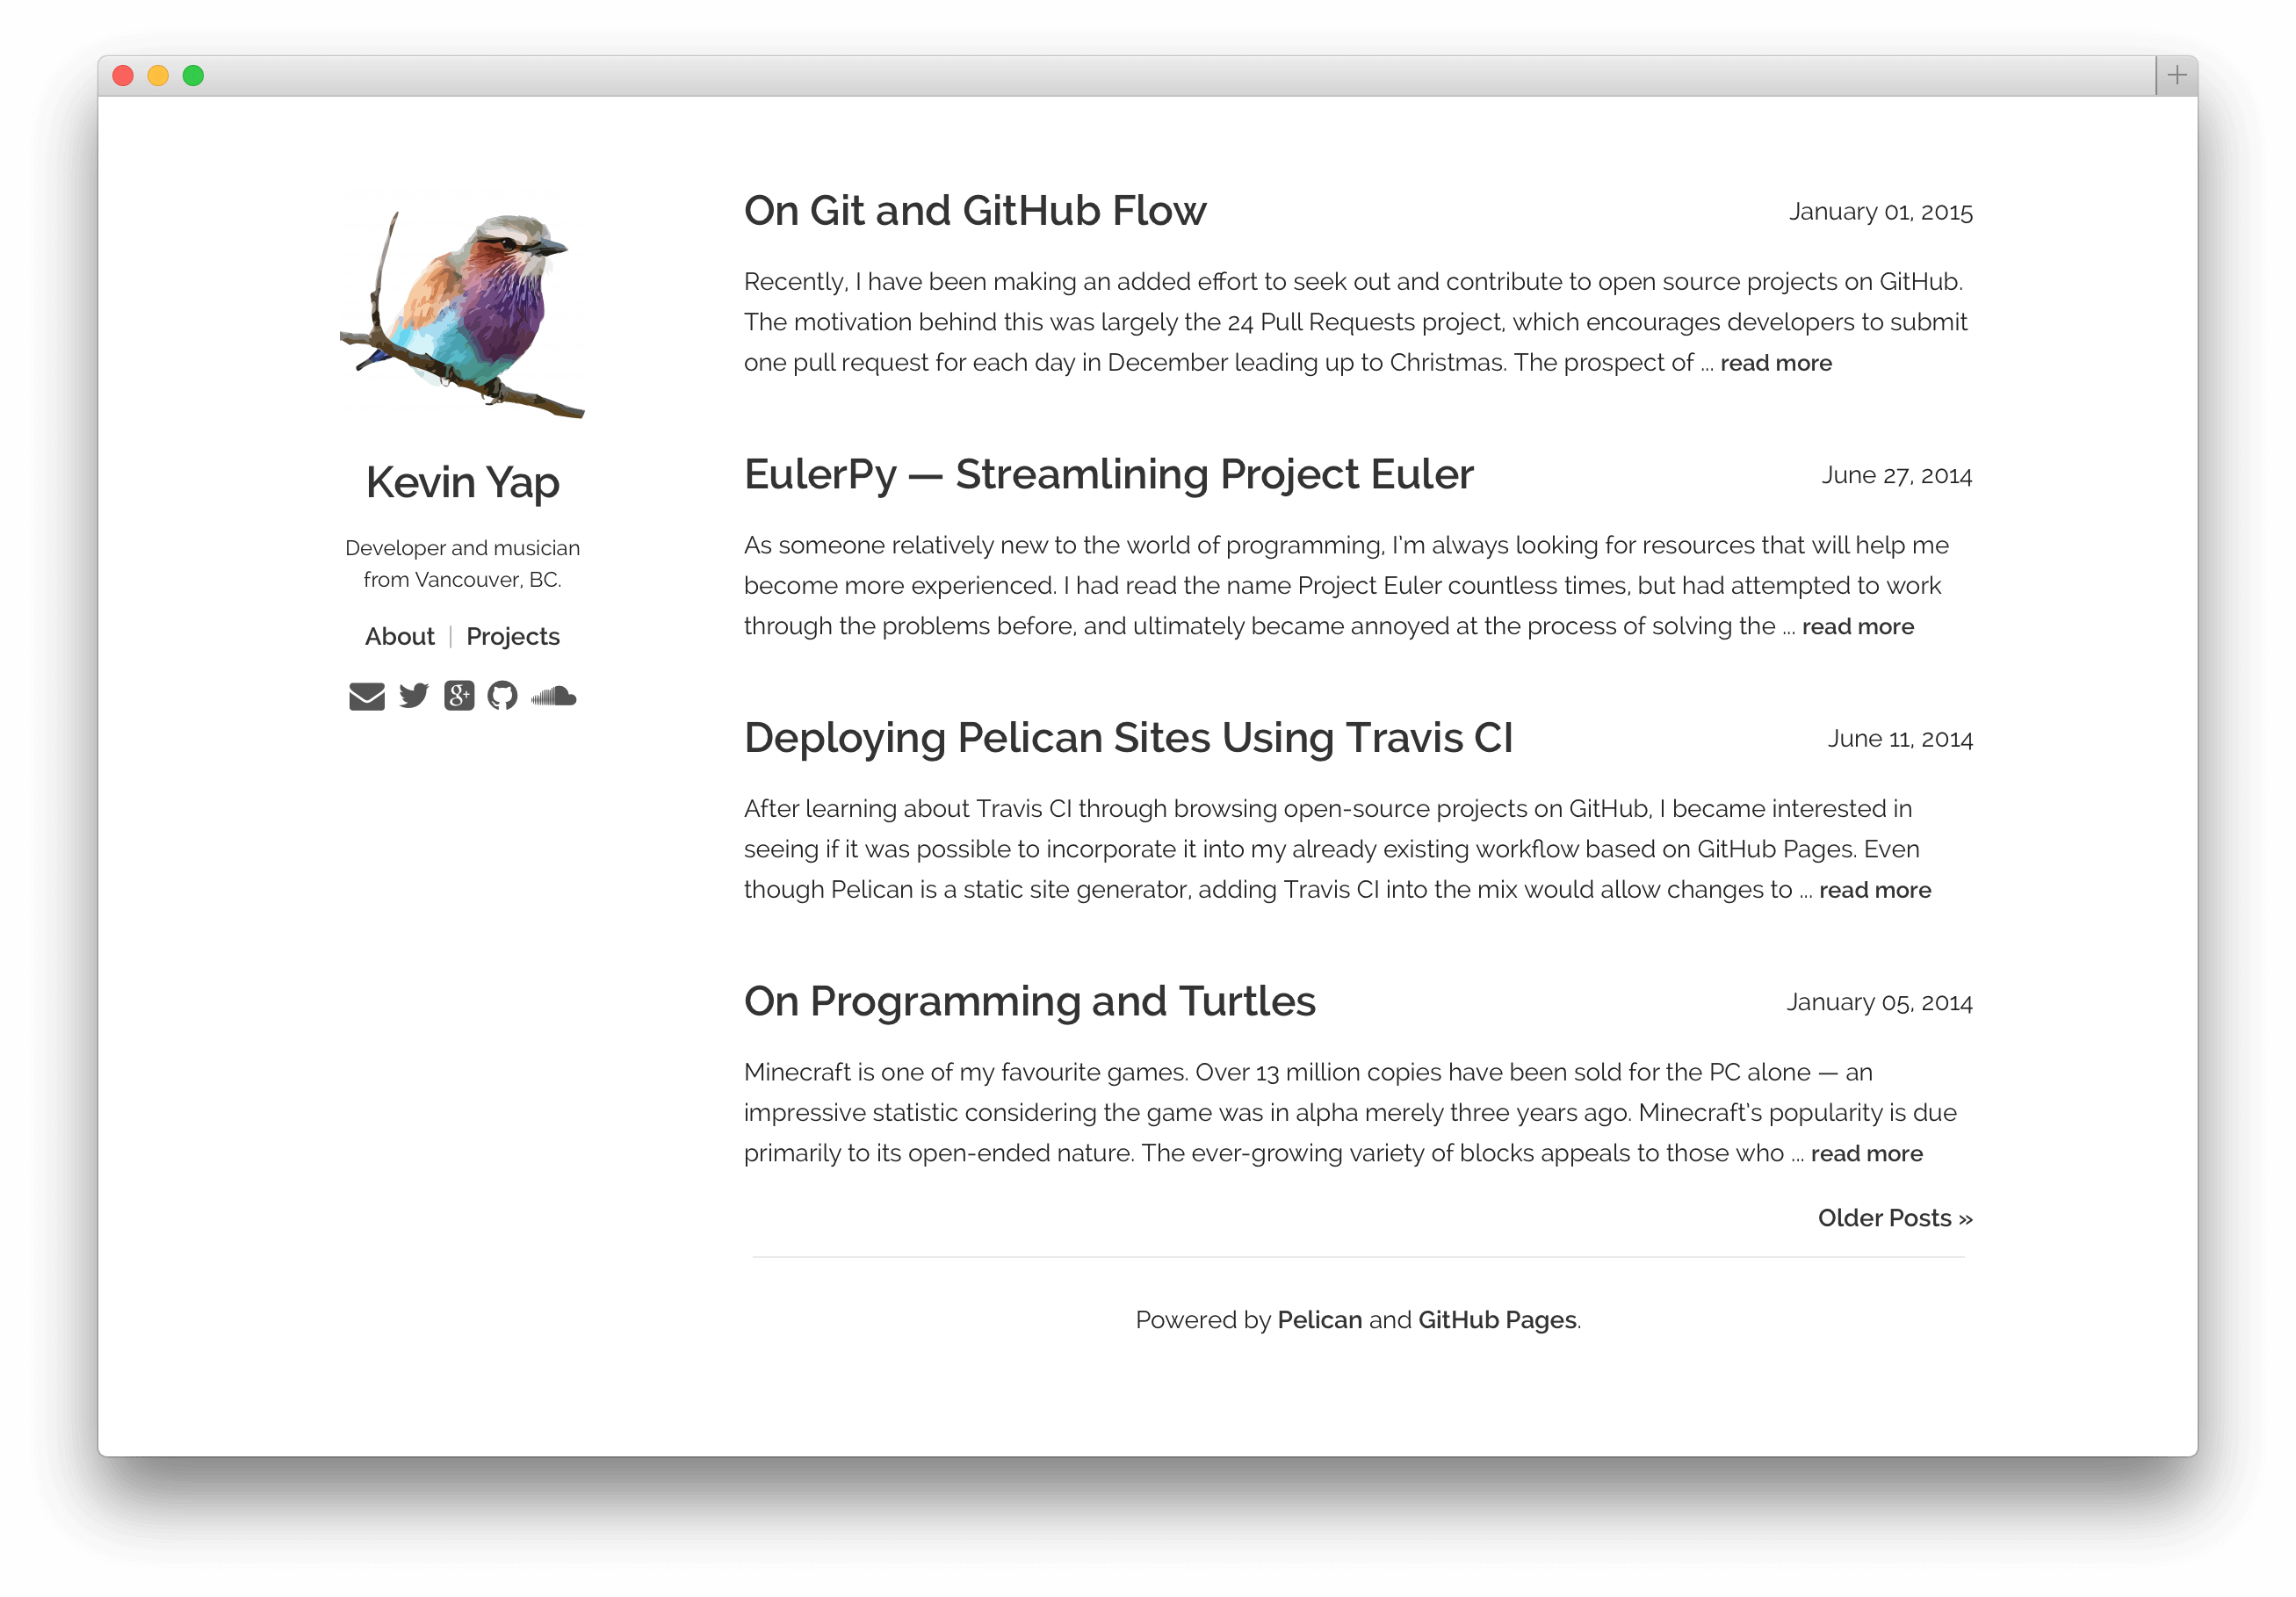 Kevin Yap
Developer and musician
from Vancouver, BC.
About | Projects
On Git and GitHub Flow
January 01, 2015
Recently, I have been making an added effort to seek out and contribute to open source projects on GitHub.
The motivation behind this was largely the 24 Pull Requests project, which encourages developers to submit
one pull request for each day in December leading up to Christmas. The prospect of ... read more
EulerPy — Streamlining Project Euler
June 27, 2014
As someone relatively new to the world of programming, I'm always looking for resources that will help me
become more experienced. I had read the name Project Euler countless times, but had attempted to work
through the problems before, and ultimately became annoyed at the process of solving the ... read more
Deploying Pelican Sites Using Travis CI
June 11, 2014
After learning about Travis CI through browsing open-source projects on GitHub, I became interested in
seeing if it was possible to incorporate it into my already existing workflow based on GitHub Pages. Even
though Pelican is a static site generator, adding Travis CI into the mix would allow changes to ... read more
On Programming and Turtles
January 05, 2014
Minecraft is one of my favourite games. Over 13 million copies have been sold for the PC alone — an
impressive statistic considering the game was in alpha merely three years ago. Minecraft's popularity is due
primarily to its open-ended nature. The ever-growing variety of blocks appeals to those who ... read more
Older Posts »
Powered by Pelican and GitHub Pages.